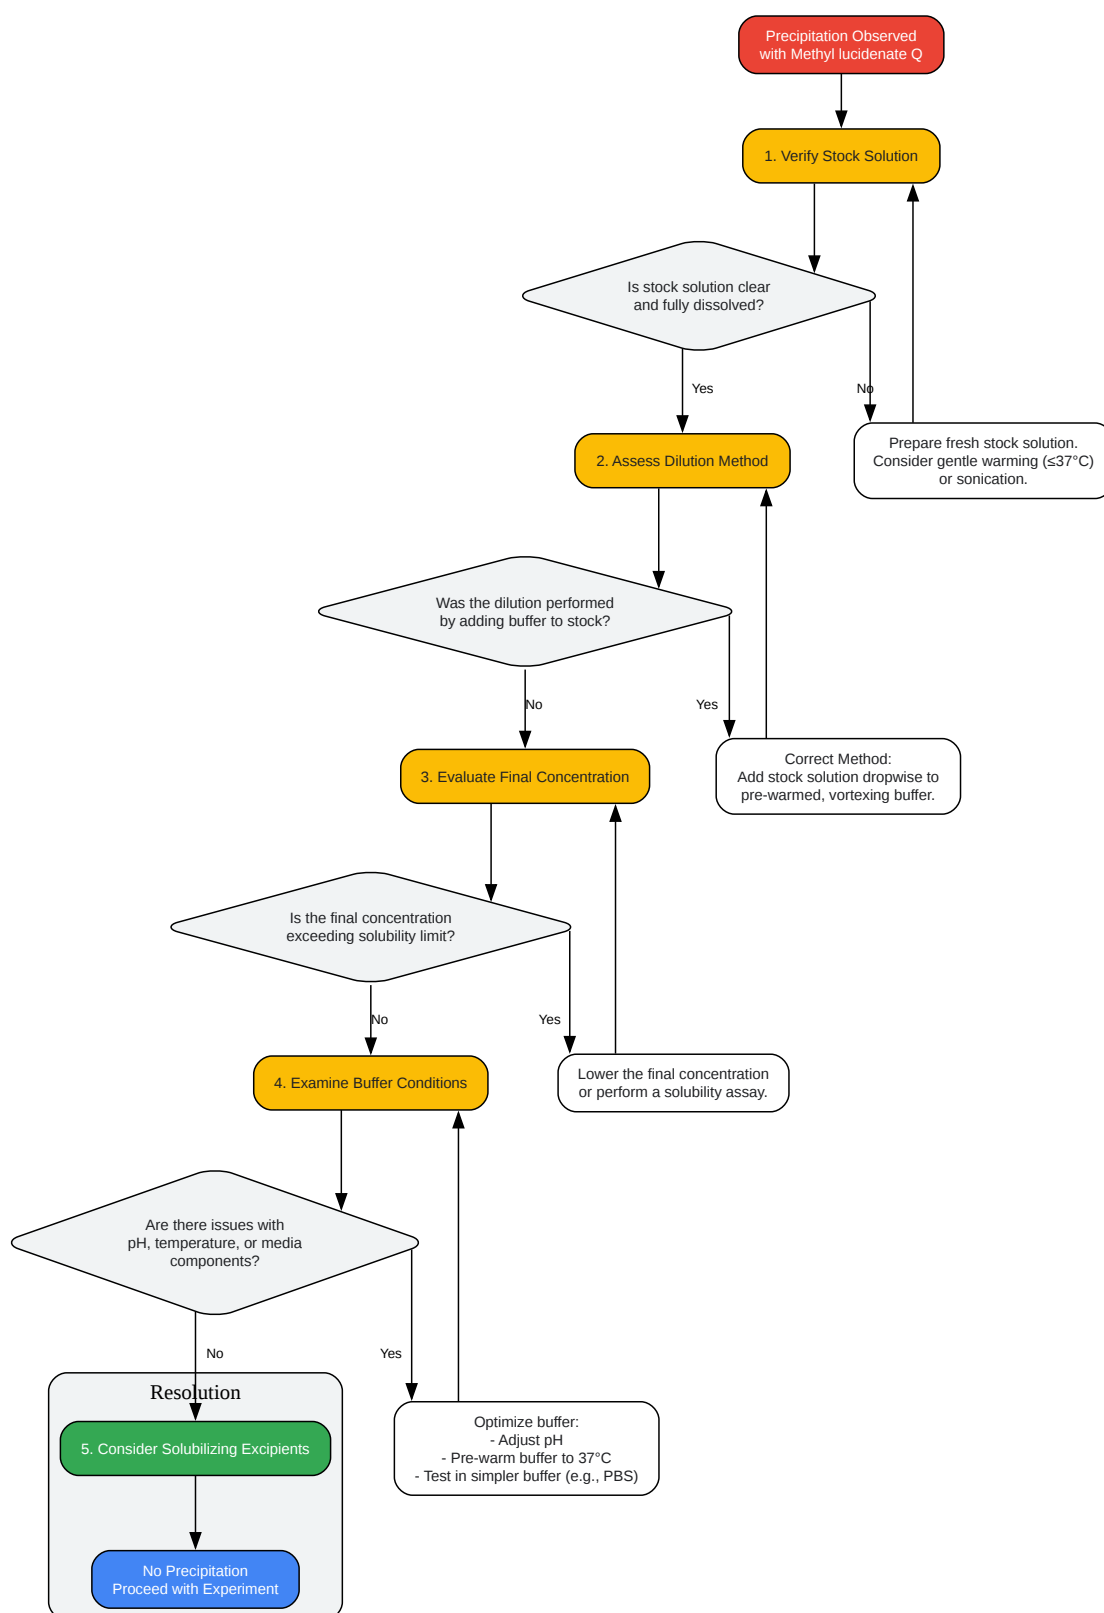 Precipitation Observed
with Methyl lucidenate Q
1. Verify Stock Solution
Is stock solution clear
and fully dissolved?
Yes
No
Prepare fresh stock solution.
Consider gentle warming (≤37°C)
or sonication.
2. Assess Dilution Method
Was the dilution performed
by adding buffer to stock?
No
Yes
Correct Method:
Add stock solution dropwise to
pre-warmed, vortexing buffer.
3. Evaluate Final Concentration
Is the final concentration
exceeding solubility limit?
No
Yes
Lower the final concentration
or perform a solubility assay.
4. Examine Buffer Conditions
Are there issues with
pH, temperature, or media
components?
No
Yes
Resolution
Optimize buffer:
- Adjust pH
- Pre-warm buffer to 37°C
- Test in simpler buffer (e.g., PBS)
5. Consider Solubilizing Excipients
No Precipitation
Proceed with Experiment